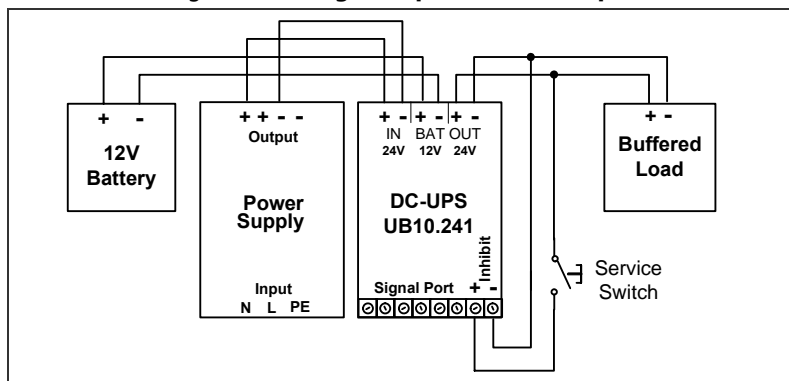 + -
12V
Battery
+ + - -
Output
Power
Supply
Input
N L PE
+ - + - + -
IN BAT OUT
24V 12V 24V
DC-UPS
UB10.241
Inhibit
Signal Port + -
+ -
Buffered
Load
Service
Switch